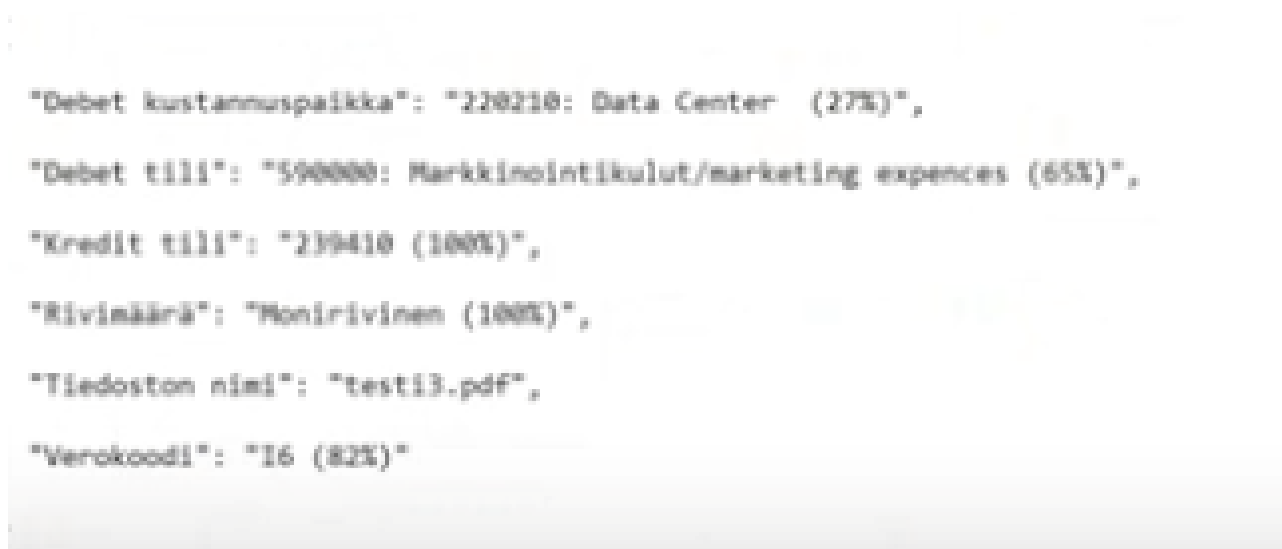 "Debet kustannuspaikka": "220210: Data Center  (27%)",
"Debet tili": "590000: Markkinointikulut/marketing expences (65%)",
"Kredit tili": "239410 (100%)",
"Rivimäärä": "Monirivinen (100%)",
"Tiedoston nimi": "testi3.pdf",
"Verokoodi": "I6 (82%)"